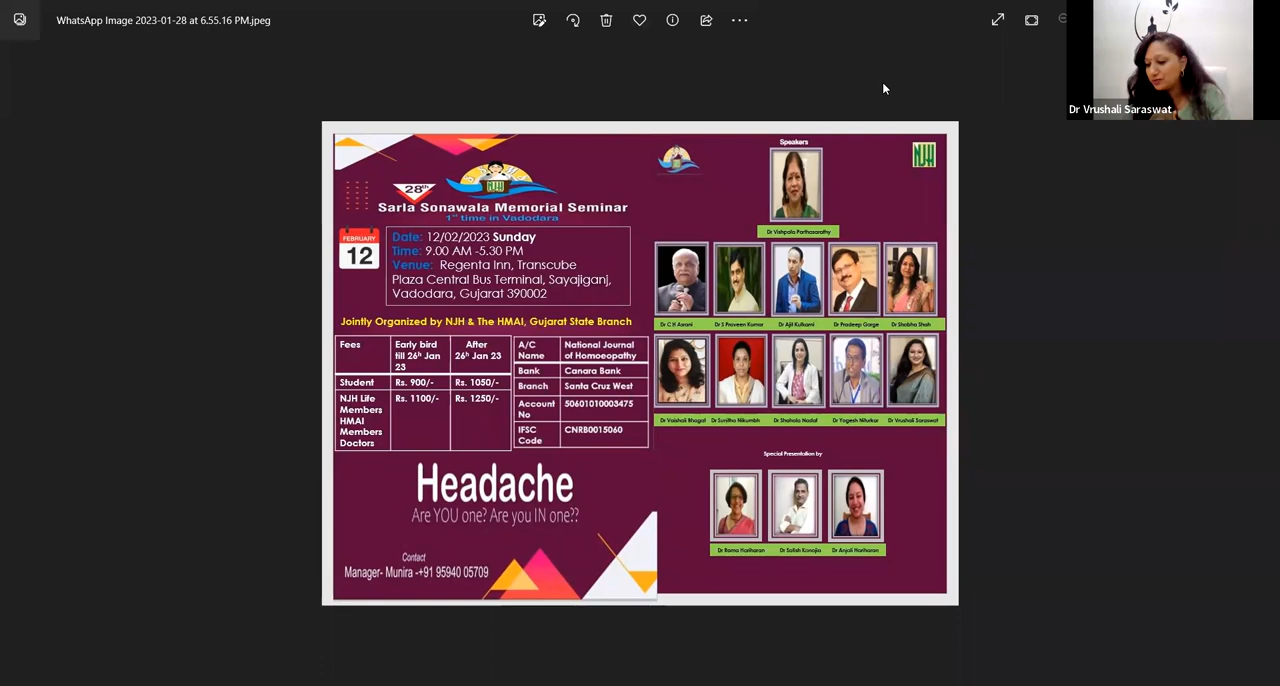 WhatsApp Image 2023-01-28 at 6.55.16 PM.jpeg
Dr Vrushali Saraswat
28th
NJH
Sarla Sonawala Memorial Seminar
1st time in Vadodara
FEBRUARY
12
Date: 12/02/2023 Sunday
Time: 9.00 AM -5.30 PM
Venue: Regenta Inn, Transcube
Plaza Central Bus Terminal, Sayajiganj,
Vadodara, Gujarat 390002
Jointly Organized by NJH & The HMAI, Gujarat State Branch
Fees
Early bird
till 26th Jan
23
After
26th Jan 23
Student
Rs. 900/-
Rs. 1050/-
NJH Life
Members
HMAI
Members
Doctors
Rs. 1100/-
Rs. 1250/-
A/C
Name
National Journal
of Homoeopathy
Bank
Canara Bank
Branch
Santa Cruz West
Account
No
50601010003475
IFSC
Code
CNRB0015060
Headache
Are YOU one? Are you IN one??
Contact
Manager- Munira -+91 95940 05709
Speakers
NJH
Dr Vishpala Parthasarathy
Dr C H Asrani
Dr S Praveen Kumar
Dr Ajit Kulkarni
Dr Pradeep Garge
Dr Shobha Shah
Dr Vaishali Bhagat
Dr Sunitha Nikumbh
Dr Yogesh Niturkar
Dr Vrushali Saraswat
Special Presentation by
Dr Rama Hariharan
Dr Satish Kanojia
Dr Anjali Hariharan